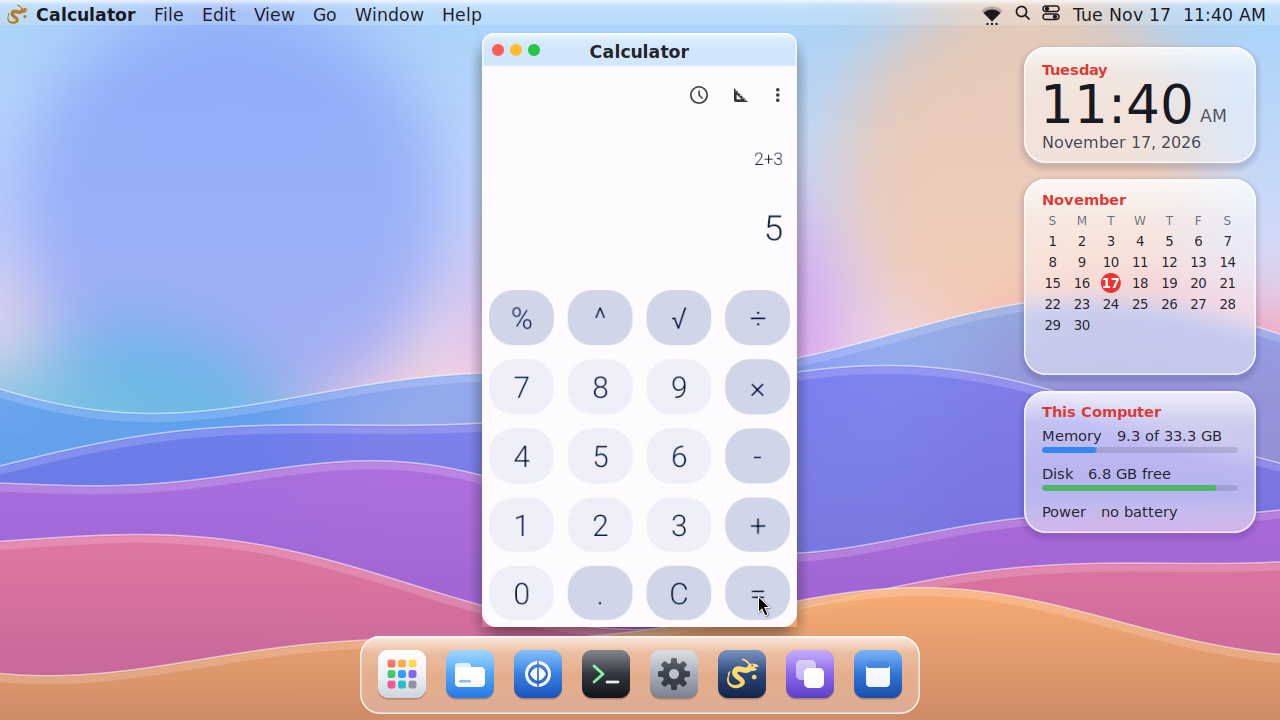 Calculator File Edit View Go Window Help Tue Nov 17 11:40 AM
Calculator
2+3
5
% ^ √ ÷
7 8 9 ×
4 5 6 -
1 2 3 +
0 . C =
Tuesday
11:40 AM
November 17, 2026
November
S M T W T F S
1 2 3 4 5 6 7
8 9 10 11 12 13 14
15 16 17 18 19 20 21
22 23 24 25 26 27 28
29 30
This Computer
Memory 9.3 of 33.3 GB
Disk 6.8 GB free
Power no battery